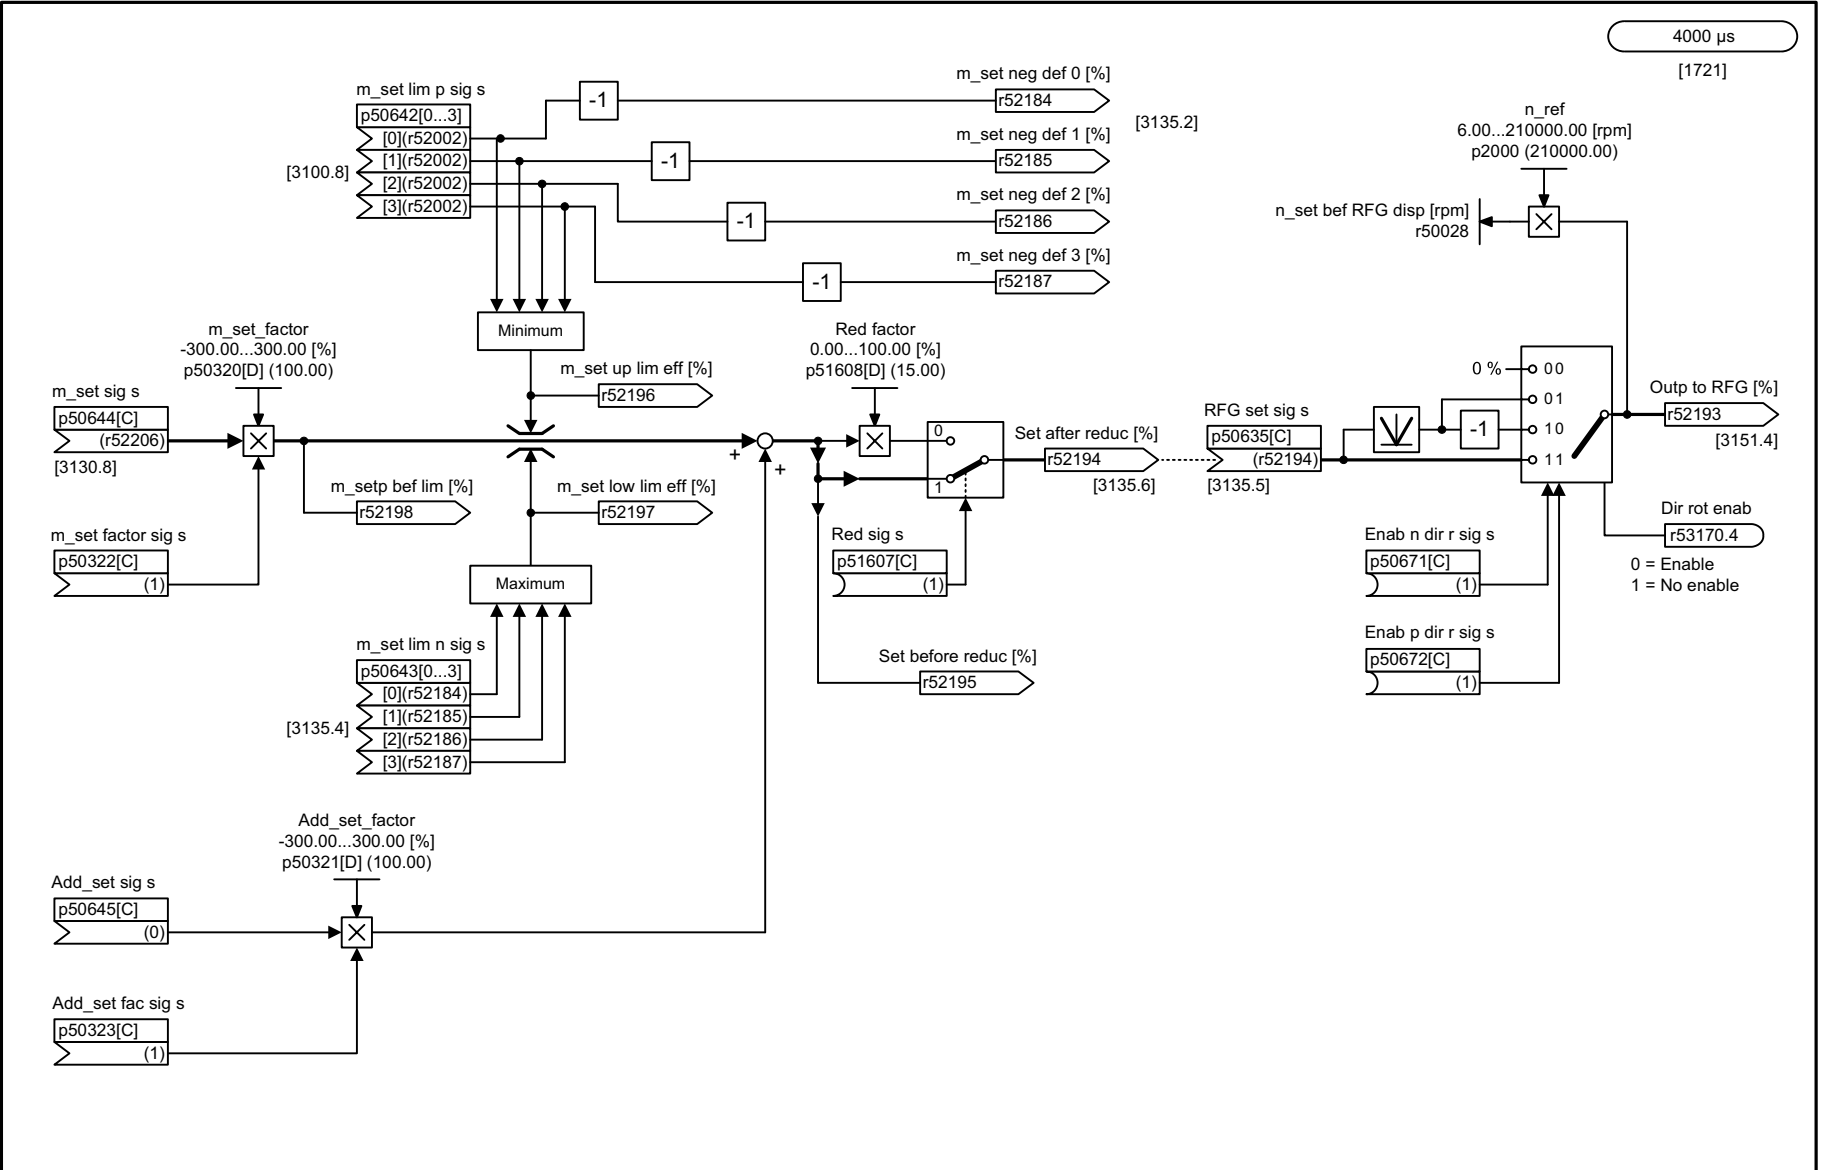 4000 µs
[1721]
m_set lim p sig s
p50642[0...3]
[0](r52002)
[1](r52002)
[2](r52002)
[3](r52002)
[3100.8]
-1
-1
-1
-1
m_set neg def 0 [%]
r52184
m_set neg def 1 [%]
r52185
m_set neg def 2 [%]
r52186
m_set neg def 3 [%]
r52187
[3135.2]
n_ref
6.00...210000.00 [rpm]
p2000 (210000.00)
n_set bef RFG disp [rpm]
r50028
Minimum
m_set_factor
-300.00...300.00 [%]
p50320[D] (100.00)
m_set sig s
p50644[C]
(r52206)
[3130.8]
m_set factor sig s
p50322[C]
(1)
m_set up lim eff [%]
r52196
m_setp bef lim [%]
r52198
m_set low lim eff [%]
r52197
Maximum
m_set lim n sig s
p50643[0...3]
[0](r52184)
[1](r52185)
[2](r52186)
[3](r52187)
[3135.4]
+
+
Red factor
0.00...100.00 [%]
p51608[D] (15.00)
0
1
Set after reduc [%]
r52194
[3135.6]
Red sig s
p51607[C]
(1)
Set before reduc [%]
r52195
RFG set sig s
p50635[C]
(r52194)
[3135.5]
-1
0 %
0 0
0 1
1 0
1 1
Outp to RFG [%]
r52193
[3151.4]
Dir rot enab
r53170.4
0 = Enable
1 = No enable
Enab n dir r sig s
p50671[C]
(1)
Enab p dir r sig s
p50672[C]
(1)
Add_set_factor
-300.00...300.00 [%]
p50321[D] (100.00)
Add_set sig s
p50645[C]
(0)
Add_set fac sig s
p50323[C]
(1)